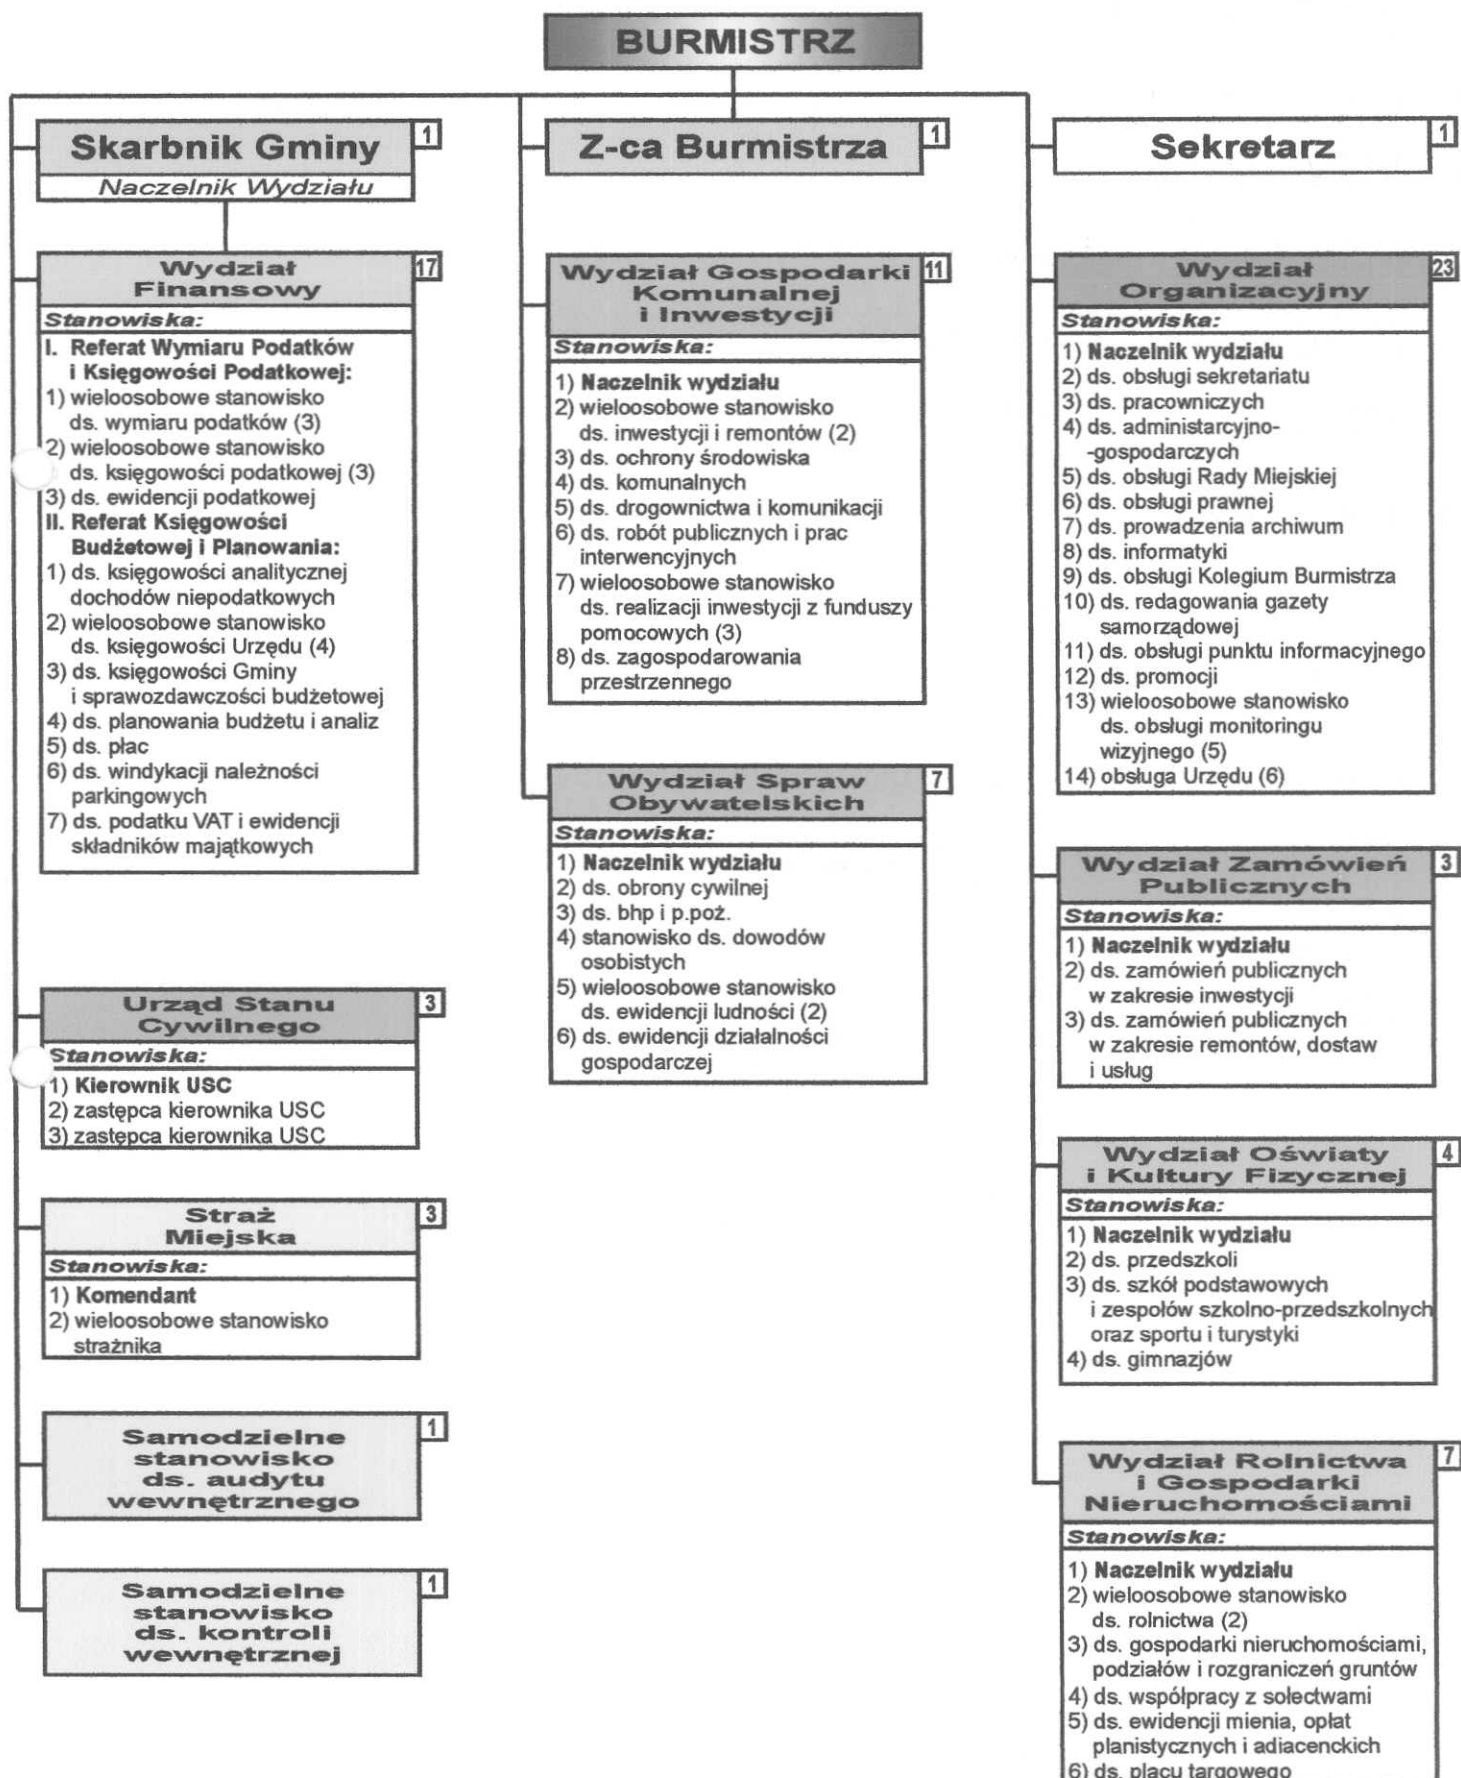 BURMISTRZ
Skarbnik Gminy
1
Naczelnik Wydziału
Wydział
Finansowy
17
Stanowiska:
I. Referat Wymiaru Podatków
i Księgowości Podatkowej:
1) wieloosobowe stanowisko
ds. wymiaru podatków (3)
2) wieloosobowe stanowisko
ds. księgowości podatkowej (3)
3) ds. ewidencji podatkowej
II. Referat Księgowości
Budżetowej i Planowania:
1) ds. księgowości analitycznej
dochodów niepodatkowych
2) wieloosobowe stanowisko
ds. księgowości Urzędu (4)
3) ds. księgowości Gminy
i sprawozdawczości budżetowej
4) ds. planowania budżetu i analiz
5) ds. płac
6) ds. windykacji należności
parkingowych
7) ds. podatku VAT i ewidencji
składników majątkowych
Urząd Stanu
Cywilnego
3
Stanowiska:
1) Kierownik USC
2) zastępca kierownika USC
3) zastępca kierownika USC
Straż
Miejska
3
Stanowiska:
1) Komendant
2) wieloosobowe stanowisko
strażnika
Samodzielne
stanowisko
ds. audytu
wewnętrznego
1
Samodzielne
stanowisko
ds. kontroli
wewnętrznej
1
Z-ca Burmistrza
1
Wydział Gospodarki
Komunalnej
i Inwestycji
11
Stanowiska:
1) Naczelnik wydziału
2) wieloosobowe stanowisko
ds. inwestycji i remontów (2)
3) ds. ochrony środowiska
4) ds. komunalnych
5) ds. drogownictwa i komunikacji
6) ds. robót publicznych i prac
interwencyjnych
7) wieloosobowe stanowisko
ds. realizacji inwestycji z funduszy
pomocowych (3)
8) ds. zagospodarowania
przestrzennego
Wydział Spraw
Obywatelskich
7
Stanowiska:
1) Naczelnik wydziału
2) ds. obrony cywilnej
3) ds. bhp i p.poż.
4) stanowisko ds. dowodów
osobistych
5) wieloosobowe stanowisko
ds. ewidencji ludności (2)
6) ds. ewidencji działalności
gospodarczej
Sekretarz
1
Wydział
Organizacyjny
23
Stanowiska:
1) Naczelnik wydziału
2) ds. obsługi sekretariatu
3) ds. pracowniczych
4) ds. administarcyjno-
-gospodarczych
5) ds. obsługi Rady Miejskiej
6) ds. obsługi prawnej
7) ds. prowadzenia archiwum
8) ds. informatyki
9) ds. obsługi Kolegium Burmistrza
10) ds. redagowania gazety
samorządowej
11) ds. obsługi punktu informacyjnego
12) ds. promocji
13) wieloosobowe stanowisko
ds. obsługi monitoringu
wizyjnego (5)
14) obsługa Urzędu (6)
Wydział Zamówień
Publicznych
3
Stanowiska:
1) Naczelnik wydziału
2) ds. zamówień publicznych
w zakresie inwestycji
3) ds. zamówień publicznych
w zakresie remontów, dostaw
i usług
Wydział Oświaty
i Kultury Fizycznej
4
Stanowiska:
1) Naczelnik wydziału
2) ds. przedszkoli
3) ds. szkół podstawowych
i zespołów szkolno-przedszkolnych
oraz sportu i turystyki
4) ds. gimnazjów
Wydział Rolnictwa
i Gospodarki
Nieruchomościami
7
Stanowiska:
1) Naczelnik wydziału
2) wieloosobowe stanowisko
ds. rolnictwa (2)
3) ds. gospodarki nieruchomościami,
podziałów i rozgraniczeń gruntów
4) ds. współpracy z sołectwami
5) ds. ewidencji mienia, opłat
planistycznych i adiacenckich
6) ds. placu targowego